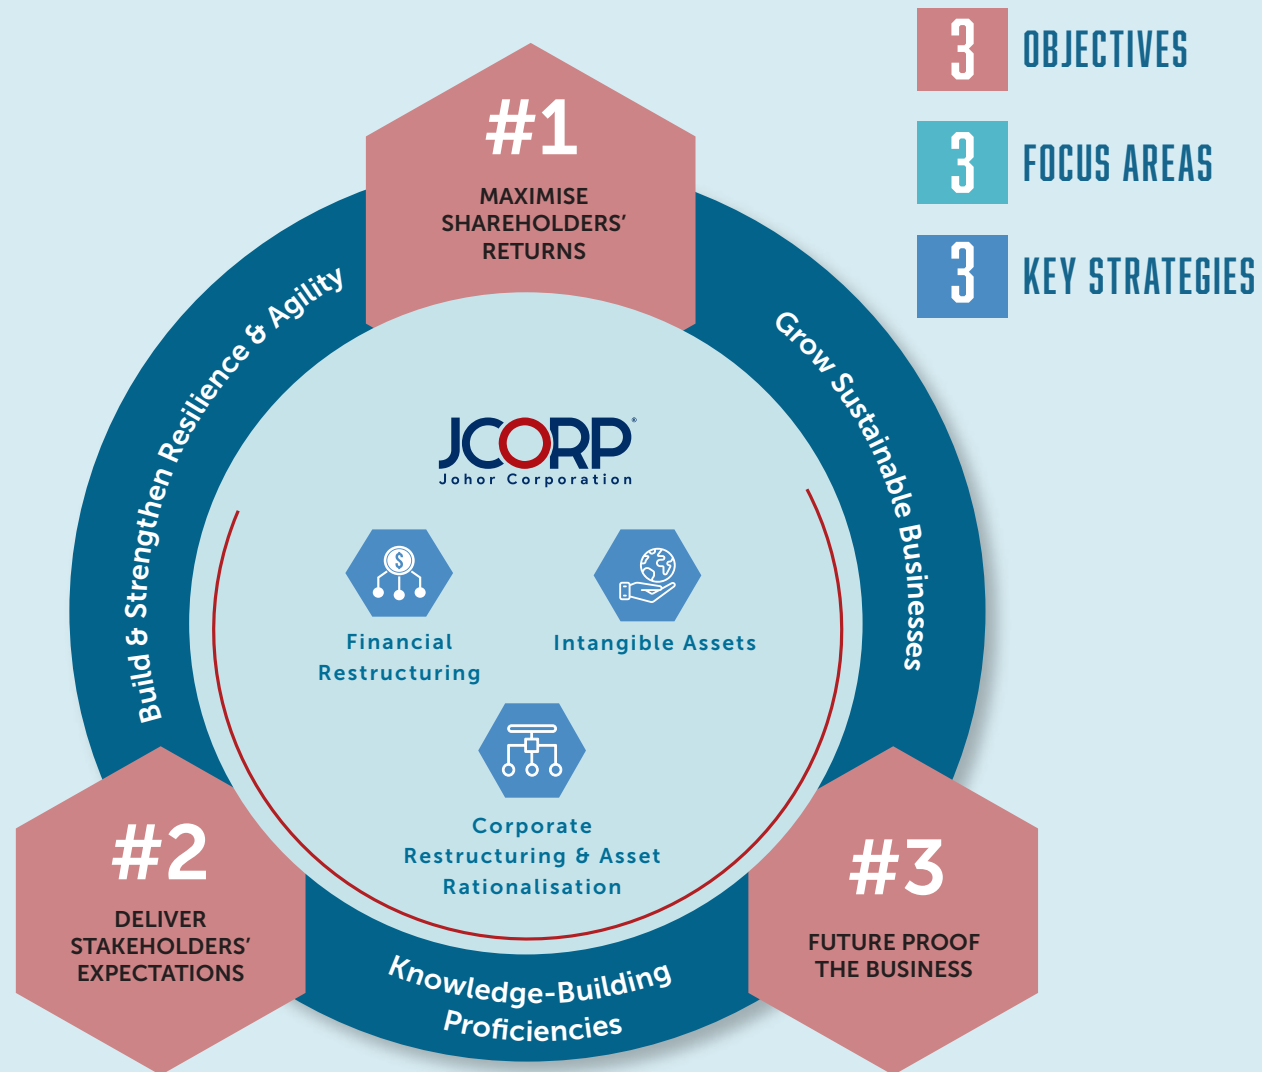 3 OBJECTIVES
3 FOCUS AREAS
3 KEY STRATEGIES
#1
MAXIMISE
SHAREHOLDERS’
RETURNS
Build & Strengthen Resilience & Agility
Grow Sustainable Businesses
JCORP®
Johor Corporation
$
Financial
Restructuring
Intangible Assets
Corporate
Restructuring & Asset
Rationalisation
#2
DELIVER
STAKEHOLDERS’
EXPECTATIONS
#3
FUTURE PROOF
THE BUSINESS
Knowledge-Building
Proficiencies